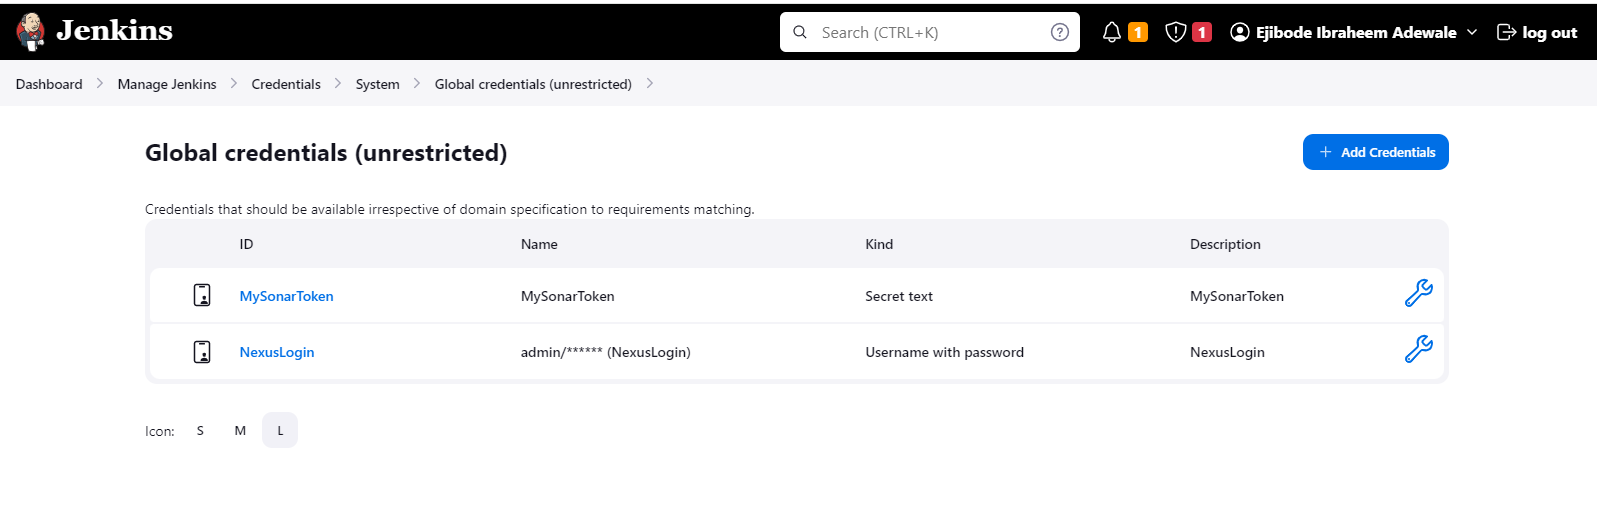 Jenkins Search (CTRL+K) ? 1 1 Ejibode Ibraheem Adewale log out
Dashboard Manage Jenkins Credentials System Global credentials (unrestricted)
Global credentials (unrestricted) + Add Credentials
Credentials that should be available irrespective of domain specification to requirements matching.
ID Name Kind Description
MySonarToken MySonarToken Secret text MySonarToken
NexusLogin admin/****** (NexusLogin) Username with password NexusLogin
Icon: S M L